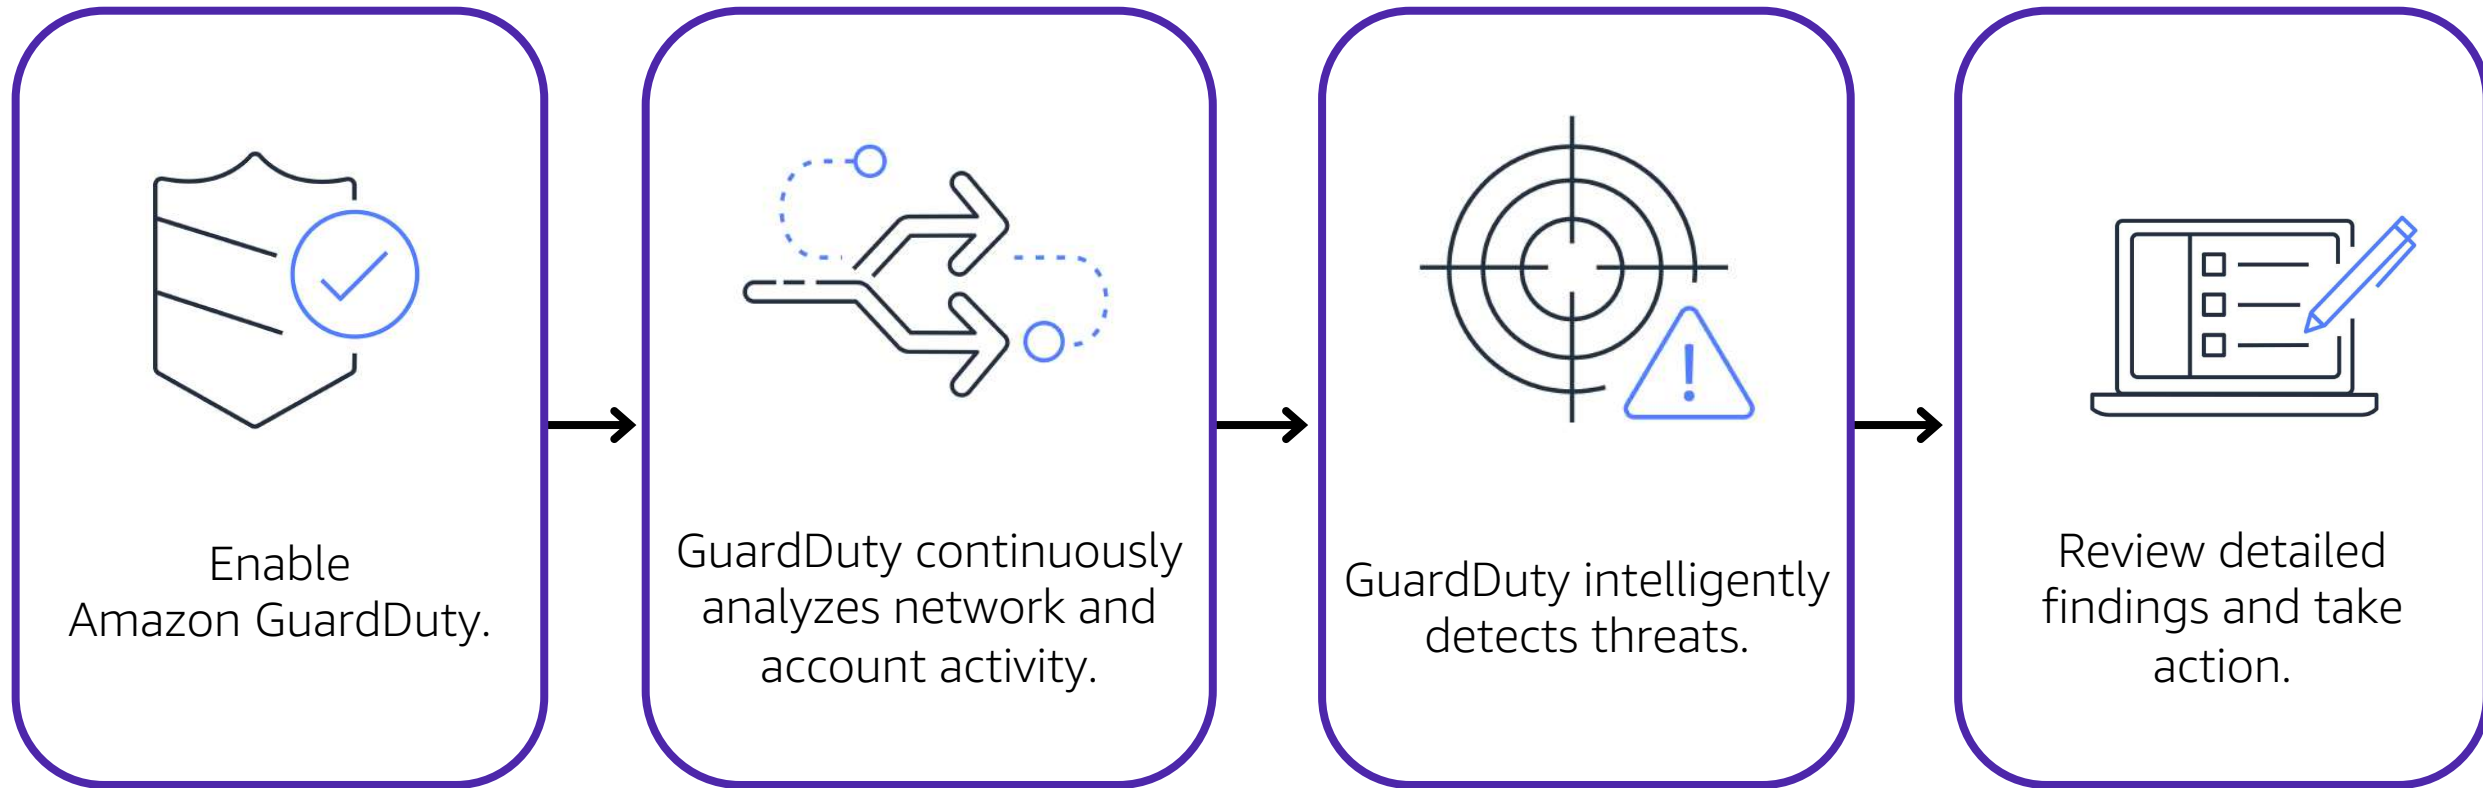 Enable
Amazon GuardDuty.
GuardDuty continuously
analyzes network and
account activity.
GuardDuty intelligently
detects threats.
Review detailed
findings and take
action.